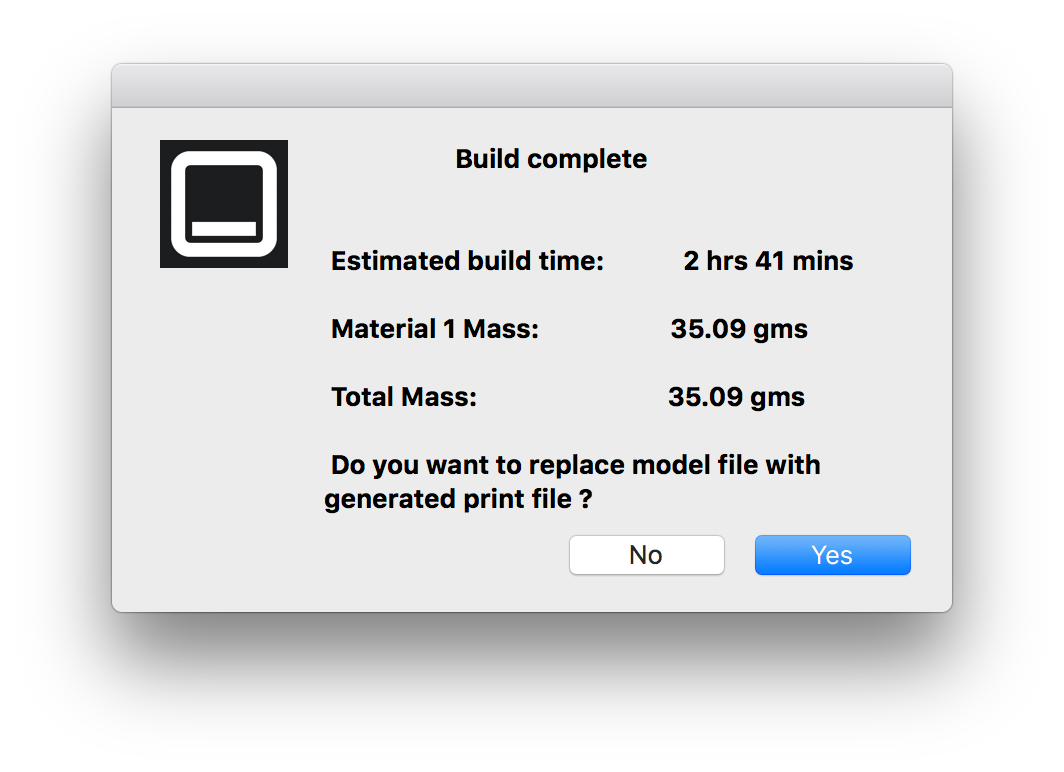 Build complete
Estimated build time: 2 hrs 41 mins
Material 1 Mass: 35.09 gms
Total Mass: 35.09 gms
Do you want to replace model file with
generated print file ?
No Yes